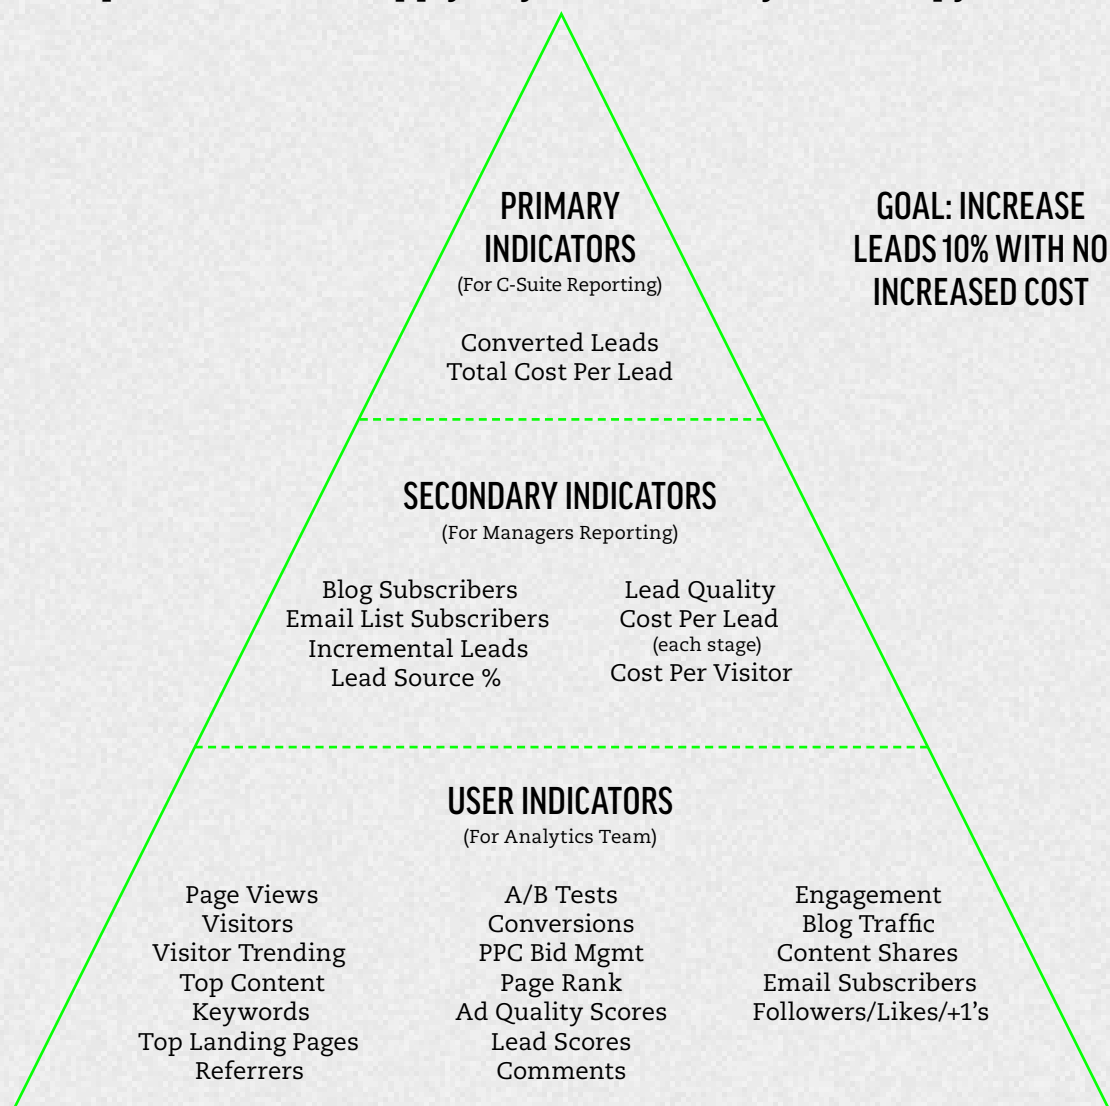 PRIMARY
INDICATORS
(For C-Suite Reporting)
Converted Leads
Total Cost Per Lead
GOAL: INCREASE
LEADS 10% WITH NO
INCREASED COST
SECONDARY INDICATORS
(For Managers Reporting)
Blog Subscribers
Email List Subscribers
Incremental Leads
Lead Source %
Lead Quality
Cost Per Lead
(each stage)
Cost Per Visitor
USER INDICATORS
(For Analytics Team)
Page Views
Visitors
Visitor Trending
Top Content
Keywords
Top Landing Pages
Referrers
A/B Tests
Conversions
PPC Bid Mgmt
Page Rank
Ad Quality Scores
Lead Scores
Comments
Engagement
Blog Traffic
Content Shares
Email Subscribers
Followers/Likes/+1’s